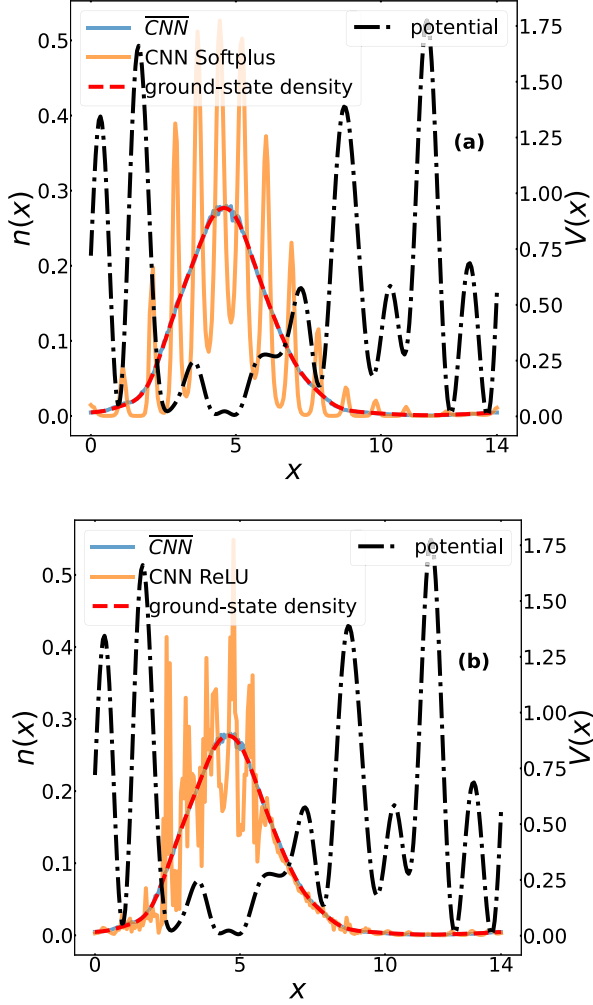 0.5
0.4
0.3
0.2
0.1
0.0
n(x)
CNN
CNN Softplus
ground-state density
potential
(a)
1.75
1.50
1.25
1.00
0.75
0.50
0.25
0.00
V(x)
0
5
10
14
x
0.5
0.4
0.3
0.2
0.1
0.0
n(x)
CNN
CNN ReLU
ground-state density
potential
(b)
1.75
1.50
1.25
1.00
0.75
0.50
0.25
0.00
V(x)
0
5
10
14
x